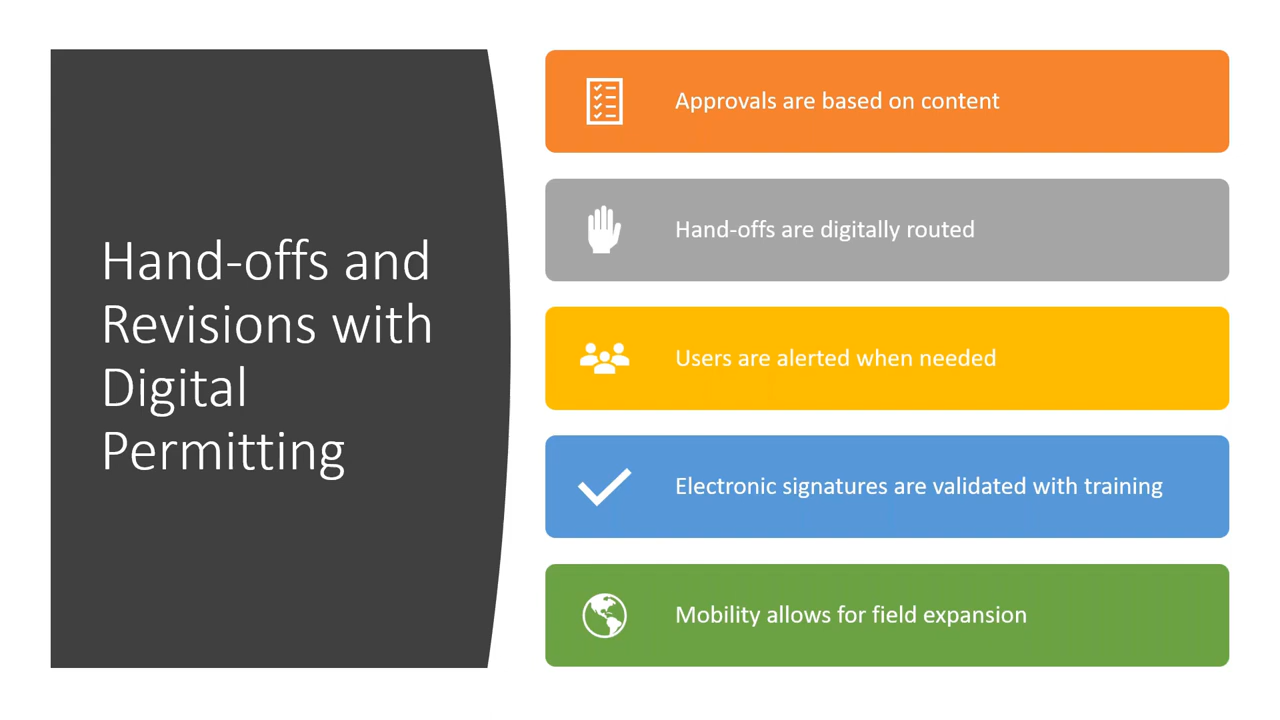 Hand-offs and
Revisions with
Digital
Permitting
Approvals are based on content
Hand-offs are digitally routed
Users are alerted when needed
Electronic signatures are validated with training
Mobility allows for field expansion